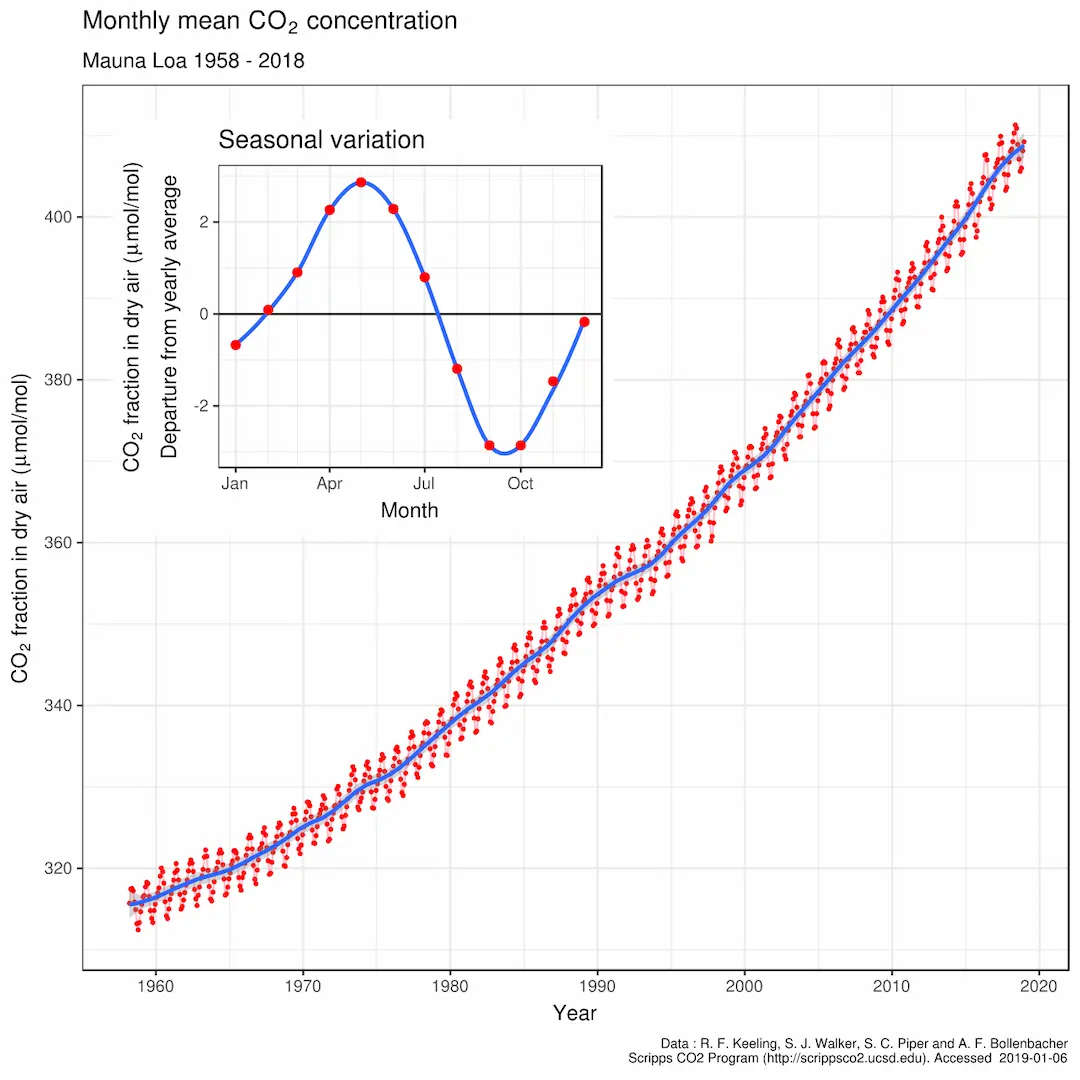 Monthly mean CO₂ concentration
Mauna Loa 1958 - 2018
Seasonal variation
CO₂ fraction in dry air (μmol/mol)
Departure from yearly average
2
0
-2
Jan Apr Jul Oct
Month
CO₂ fraction in dry air (μmol/mol)
400
380
360
340
320
1960 1970 1980 1990 2000 2010 2020
Year
Data : R. F. Keeling, S. J. Walker, S. C. Piper and A. F. Bollenbacher
Scripps CO2 Program (http://scrippsco2.ucsd.edu). Accessed 2019-01-06